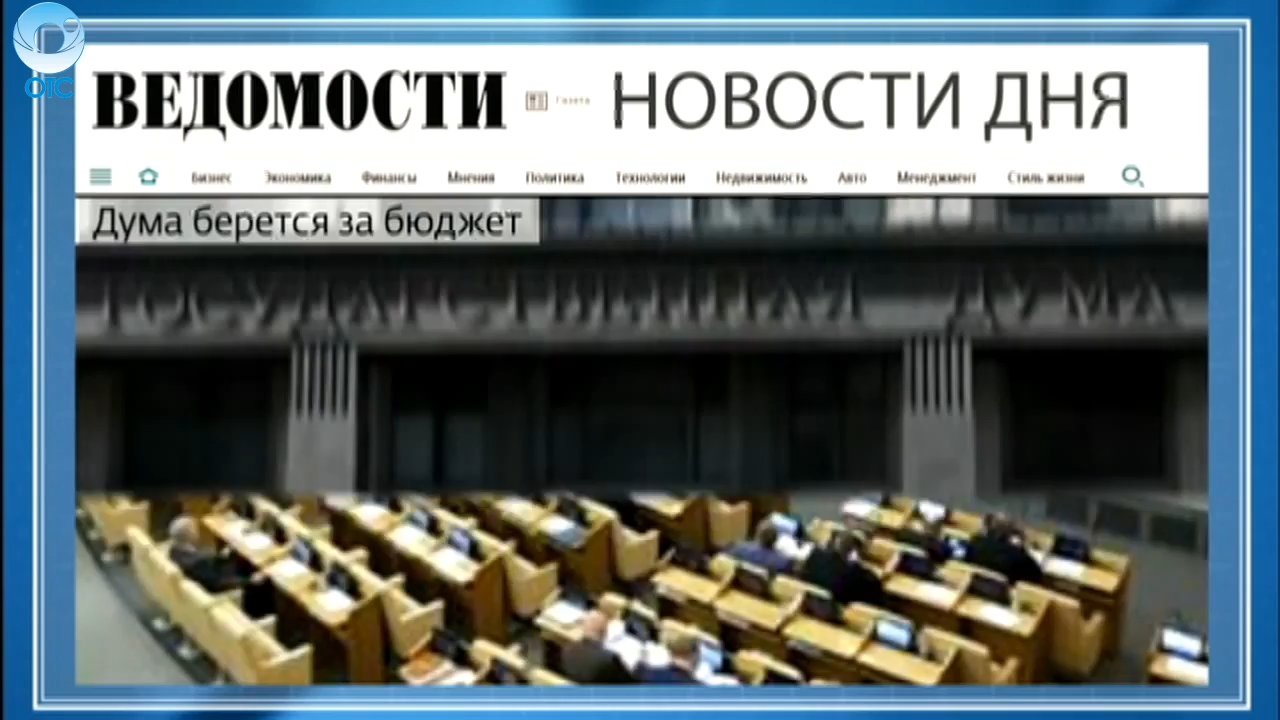 ОТС
ВЕДОМОСТИ Газета НОВОСТИ ДНЯ
Бизнес Экономика Финансы Мнения Политика Технологии Недвижимость Авто Менеджмент Стиль жизни
Дума берется за бюджет
ГОСУДАРСТВЕННАЯ ДУМА